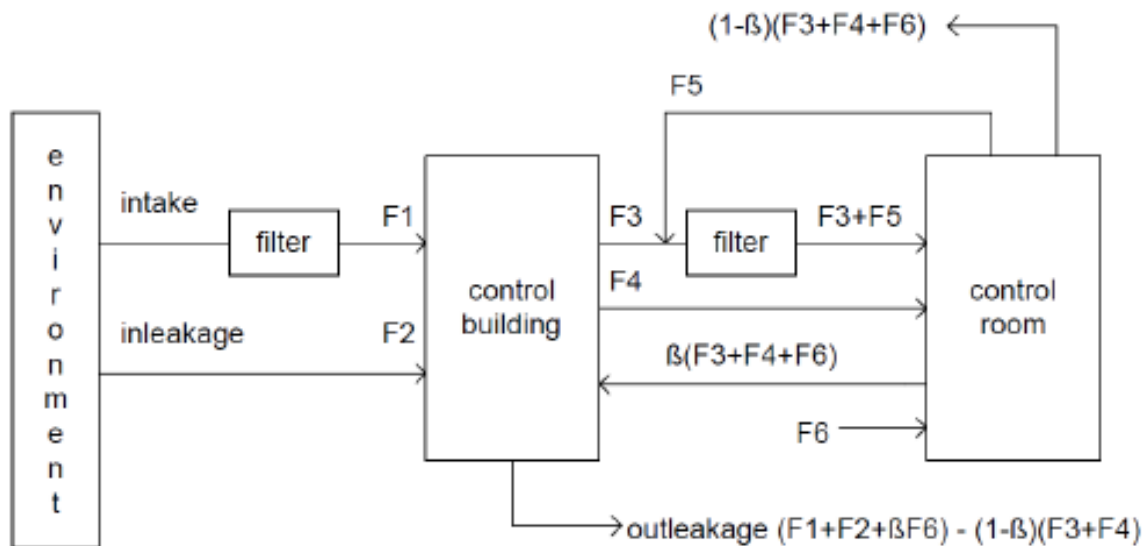 (1-ß)(F3+F4+F6)
F5
environment
intake
filter
F1
control
building
F3
filter
F3+F5
control
room
F4
inleakage
F2
ß(F3+F4+F6)
F6
outleakage (F1+F2+ßF6) - (1-ß)(F3+F4)